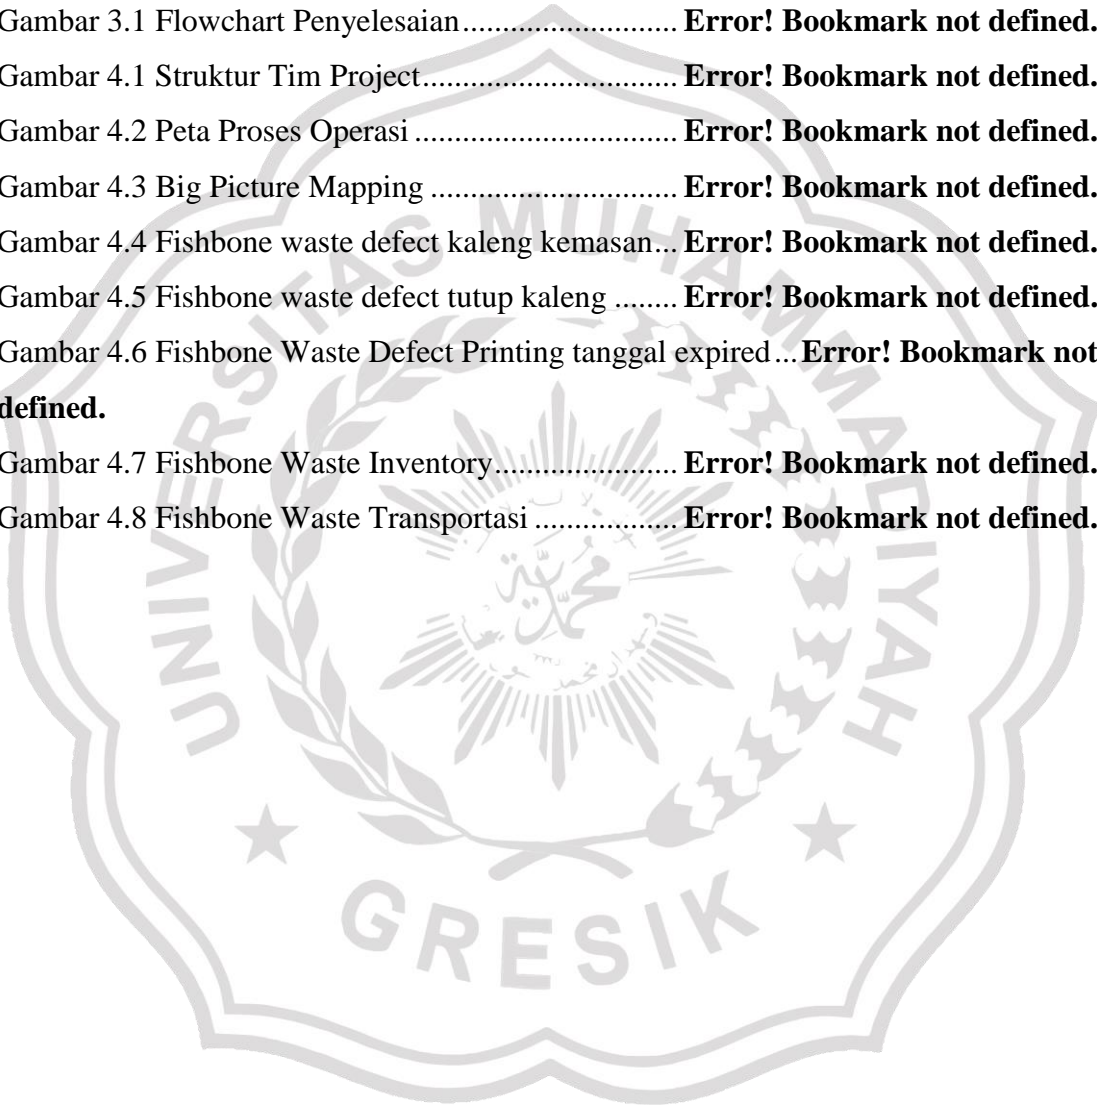 Gambar 3.1 Flowchart Penyelesaian.......................... Error! Bookmark not defined.
Gambar 4.1 Struktur Tim Project............................... Error! Bookmark not defined.
Gambar 4.2 Peta Proses Operasi ................................ Error! Bookmark not defined.
Gambar 4.3 Big Picture Mapping .............................. Error! Bookmark not defined.
Gambar 4.4 Fishbone waste defect kaleng kemasan... Error! Bookmark not defined.
Gambar 4.5 Fishbone waste defect tutup kaleng ........ Error! Bookmark not defined.
Gambar 4.6 Fishbone Waste Defect Printing tanggal expired...Error! Bookmark not
defined.
Gambar 4.7 Fishbone Waste Inventory...................... Error! Bookmark not defined.
Gambar 4.8 Fishbone Waste Transportasi ................. Error! Bookmark not defined.
UNIVERSITAS MUHAMMADIYAH
GRESIK